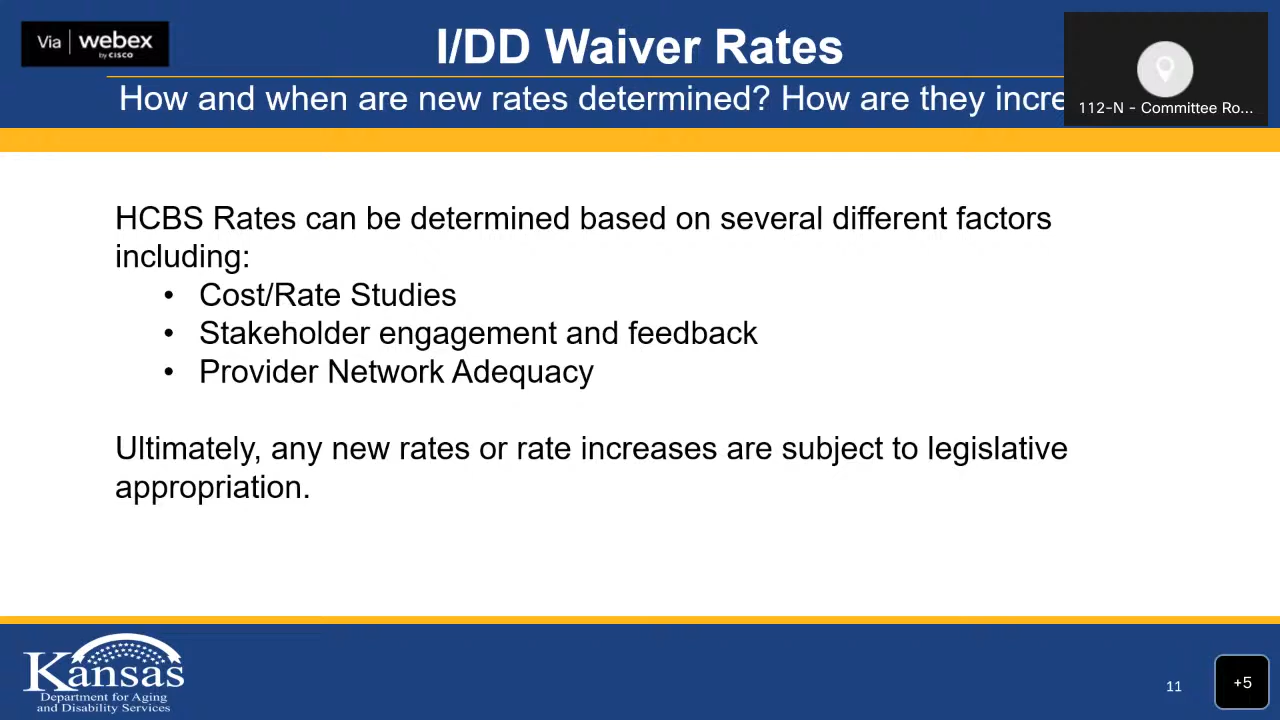 Via webex
by CISCO
I/DD Waiver Rates
How and when are new rates determined? How are they incre
112-N - Committee Ro...
HCBS Rates can be determined based on several different factors
including:
• Cost/Rate Studies
• Stakeholder engagement and feedback
• Provider Network Adequacy
Ultimately, any new rates or rate increases are subject to legislative
appropriation.
Kansas
Department for Aging
and Disability Services
11
+5